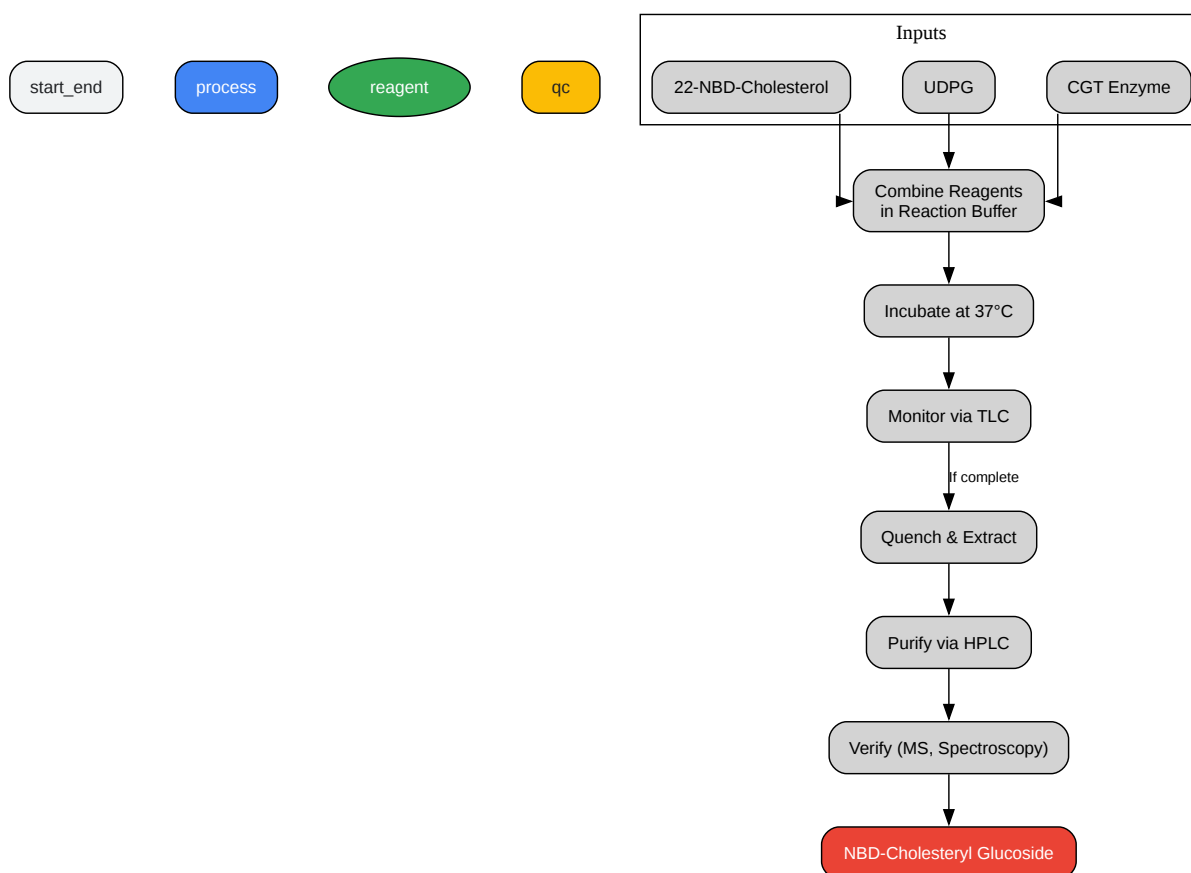 start_end
process
reagent
qc
Inputs
22-NBD-Cholesterol
UDPG
CGT Enzyme
Combine Reagents
in Reaction Buffer
Incubate at 37°C
Monitor via TLC
If complete
Quench & Extract
Purify via HPLC
Verify (MS, Spectroscopy)
NBD-Cholesteryl Glucoside